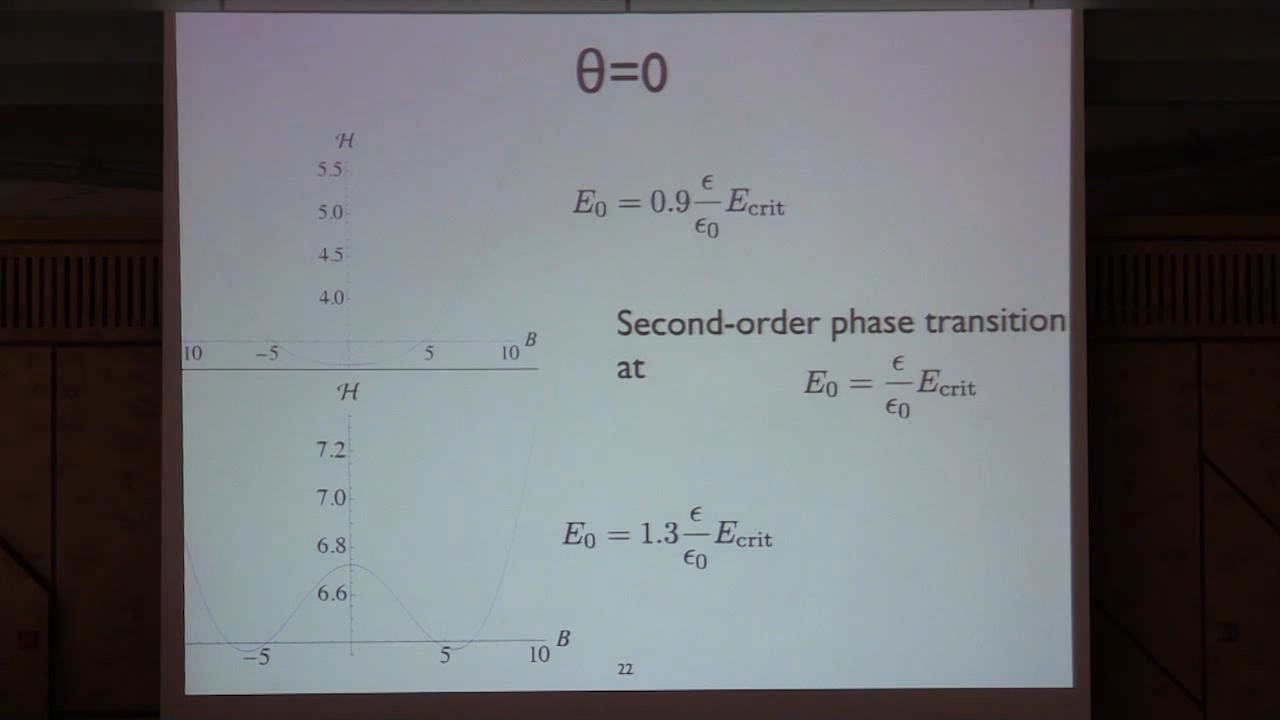 θ=0
ℋ
5.5
5.0
4.5
4.0
10 −5 5 10 B
E₀ = 0.9 ϵ/ϵ₀ E_crit
Second-order phase transition
at E₀ = ϵ/ϵ₀ E_crit
ℋ
7.2
7.0
6.8
6.6
−5 5 10 B
E₀ = 1.3 ϵ/ϵ₀ E_crit
22